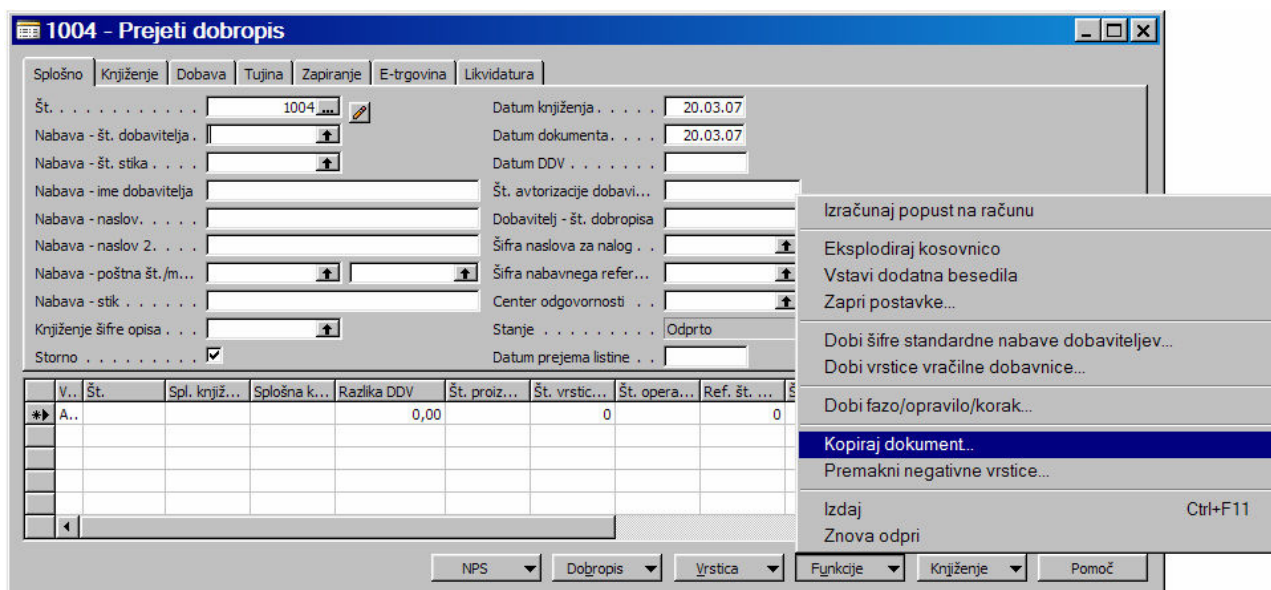 1004 - Prejeti dobropis
Splošno Knjiženje Dobava Tujina Zapiranje E-trgovina Likvidatura
Št. . . . . . . . . . . . . 1004 ...
Nabava - št. dobavitelja .
Nabava - št. stika . . . .
Nabava - ime dobavitelja
Nabava - naslov. . . . . .
Nabava - naslov 2. . . . .
Nabava - poštna št./m...
Nabava - stik . . . . . .
Knjiženje šifre opisa . . .
Storno . . . . . . . . . .
Datum knjiženja . . . . . 20.03.07
Datum dokumenta. . . . 20.03.07
Datum DDV . . . . . . .
Št. avtorizacije dobavi...
Dobavitelj - št. dobropisa
Šifra naslova za nalog . .
Šifra nabavnega refer...
Center odgovornosti . .
Stanje . . . . . . . . . Odprto
Datum prejema listine . .
V.. Št. Spl. knjiž... Splošna k... Razlika DDV Št. proiz... Št. vrstic... Št. opera... Ref. št. ... Š
A.. 0,00 0 0
Izračunaj popust na računu
Eksplodiraj kosovnico
Vstavi dodatna besedila
Zapri postavke...
Dobi šifre standardne nabave dobaviteljev...
Dobi vrstice vračilne dobavnice...
Dobi fazo/opravilo/korak...
Kopiraj dokument...
Premakni negativne vrstice...
Izdaj Ctrl+F11
Znova odpri
NPS Dobropis Vrstica Funkcije Knjiženje Pomoč